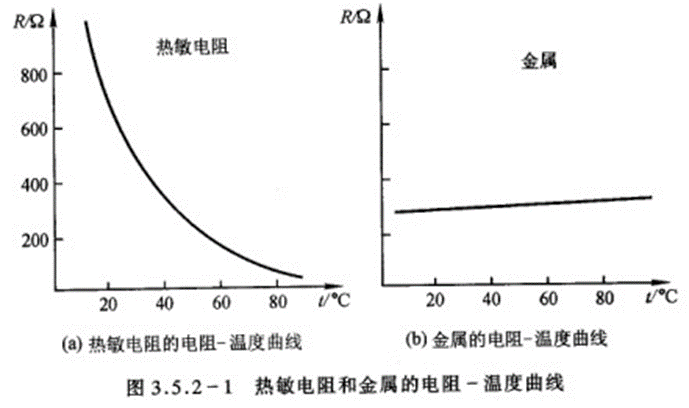 R/Ω
热敏电阻
800
600
400
200
20 40 60 80 t/℃
(a) 热敏电阻的电阻-温度曲线
R/Ω
金属
20 40 60 80 t/℃
(b) 金属的电阻-温度曲线
图 3.5.2-1 热敏电阻和金属的电阻-温度曲线